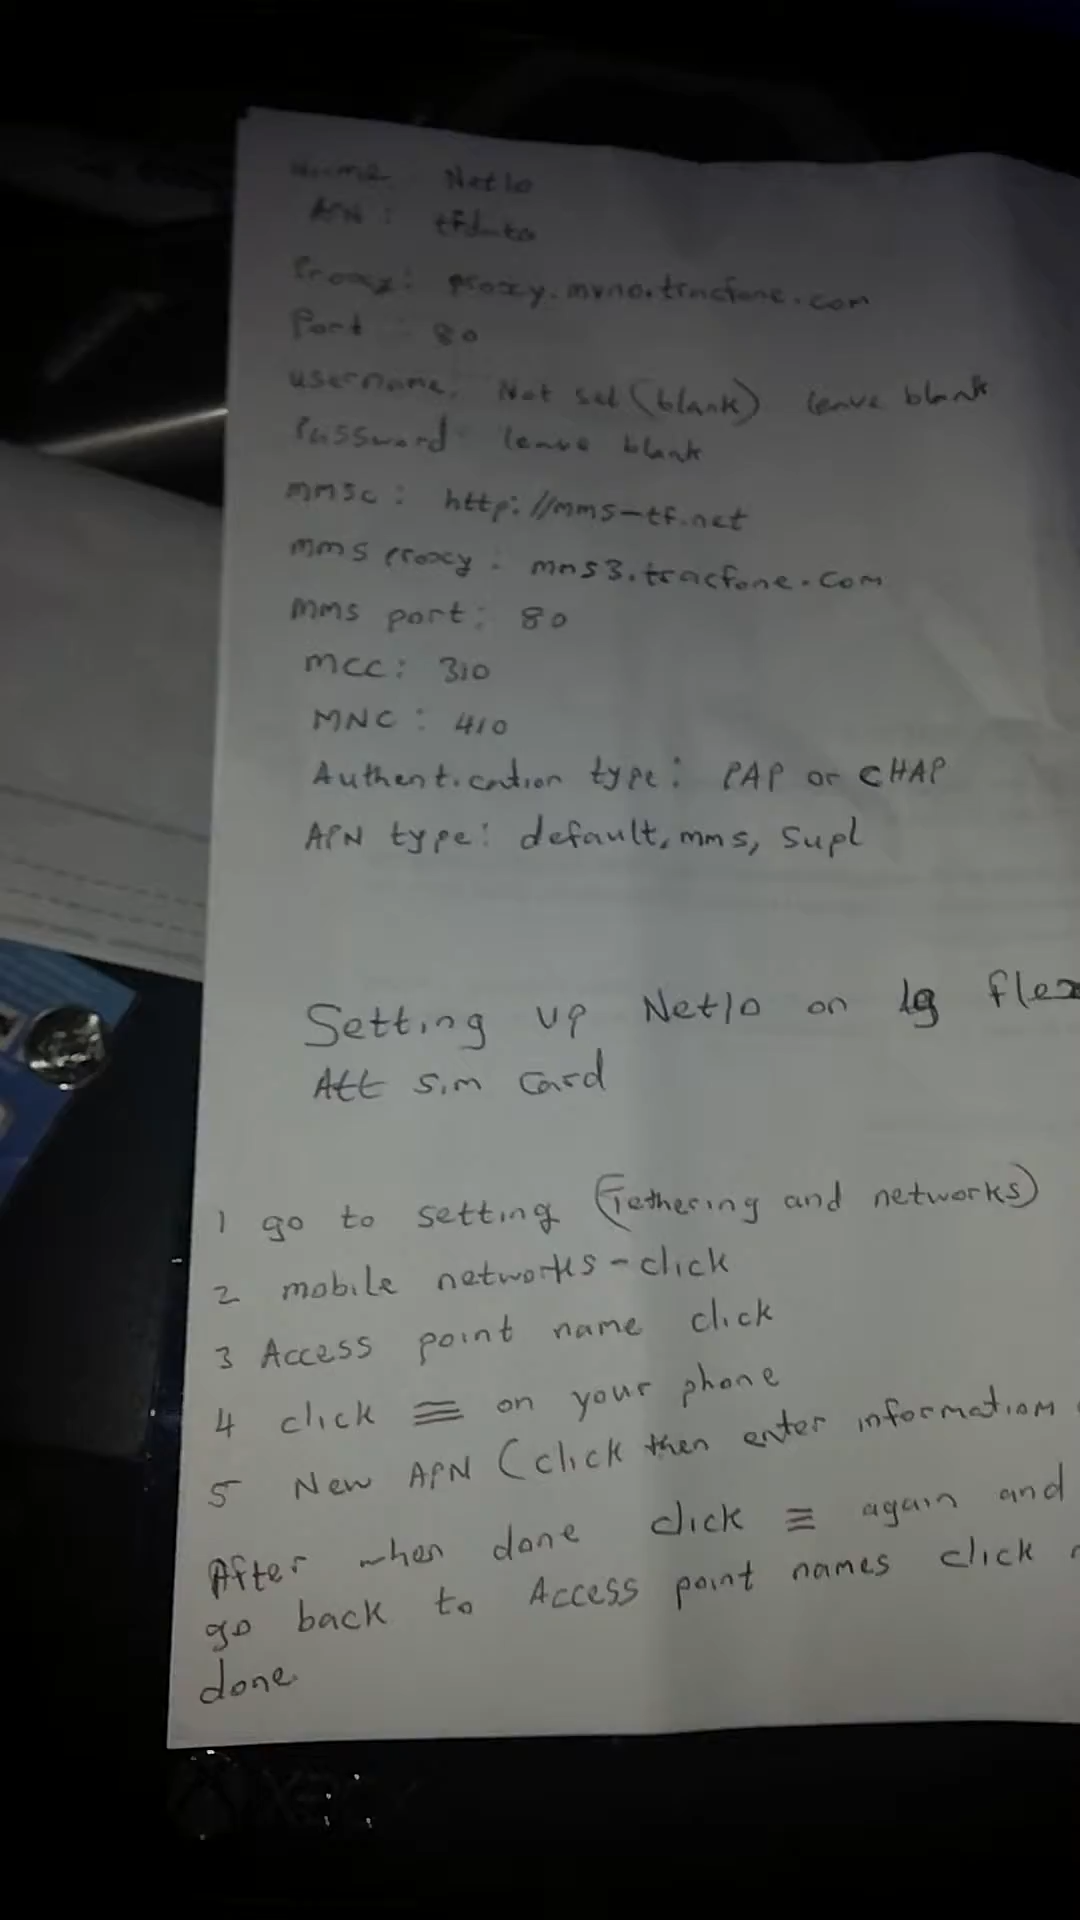 Name Net10
APN : tfdata
Proxy: proxy.mvno.tracfone.com
Port 80
username. Not set (blank) leave blank
Password leave blank
mmsc : http://mms-tf.net
mms proxy : mms3.tracfone.com
mms port: 80
MCC: 310
MNC : 410
Authentication type: PAP or CHAP
APN type: default, mms, supl
Setting up Net10 on lg flex
Att sim card
1 go to setting (Tethering and networks)
2 mobile networks - click
3 Access point name click
4 click ≡ on your phone
5 New APN (click then enter information
After when done click ≡ again and
go back to Access point names click
done